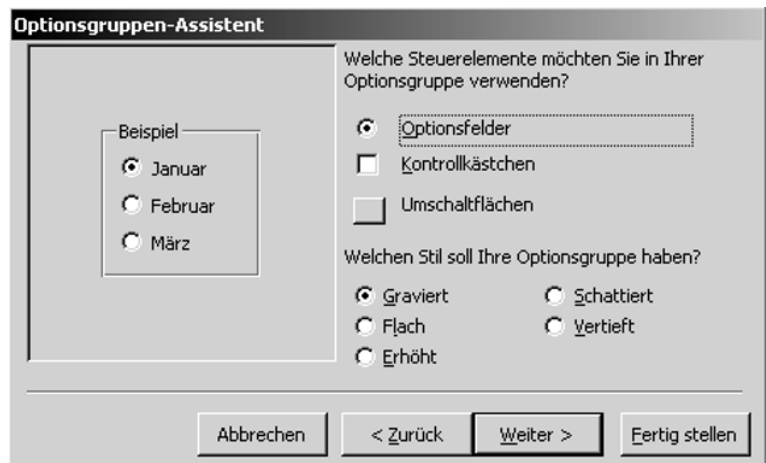 Optionsgruppen-Assistent
Beispiel
Januar
Februar
März
Welche Steuerelemente möchten Sie in Ihrer
Optionsgruppe verwenden?
Optionsfelder
Kontrollkästchen
Umschaltflächen
Welchen Stil soll Ihre Optionsgruppe haben?
Graviert
Schattiert
Flach
Vertieft
Erhöht
Abbrechen
< Zurück
Weiter >
Fertig stellen